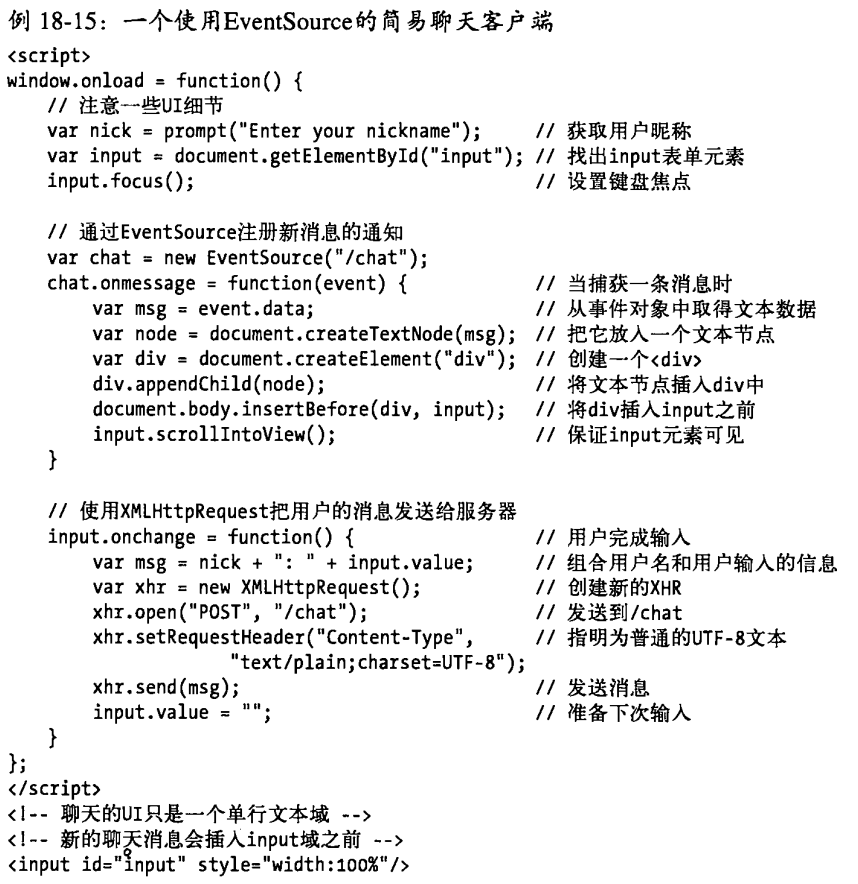 例 18-15：一个使用EventSource的简易聊天客户端
<script>
window.onload = function() {
    // 注意一些UI细节
    var nick = prompt("Enter your nickname");     // 获取用户昵称
    var input = document.getElementById("input"); // 找出input表单元素
    input.focus();                                // 设置键盘焦点

    // 通过EventSource注册新消息的通知
    var chat = new EventSource("/chat");
    chat.onmessage = function(event) {            // 当捕获一条消息时
        var msg = event.data;                     // 从事件对象中取得文本数据
        var node = document.createTextNode(msg);  // 把它放入一个文本节点
        var div = document.createElement("div");  // 创建一个<div>
        div.appendChild(node);                    // 将文本节点插入div中
        document.body.insertBefore(div, input);   // 将div插入input之前
        input.scrollIntoView();                   // 保证input元素可见
    }

    // 使用XMLHttpRequest把用户的消息发送给服务器
    input.onchange = function() {                 // 用户完成输入
        var msg = nick + ": " + input.value;      // 组合用户名和用户输入的信息
        var xhr = new XMLHttpRequest();           // 创建新的XHR
        xhr.open("POST", "/chat");                // 发送到/chat
        xhr.setRequestHeader("Content-Type",      // 指明为普通的UTF-8文本
                    "text/plain;charset=UTF-8");
        xhr.send(msg);                            // 发送消息
        input.value = "";                         // 准备下次输入
    }
};
</script>
<!-- 聊天的UI只是一个单行文本域 -->
<!-- 新的聊天消息会插入input域之前 -->
<input id="input" style="width:100%"/>